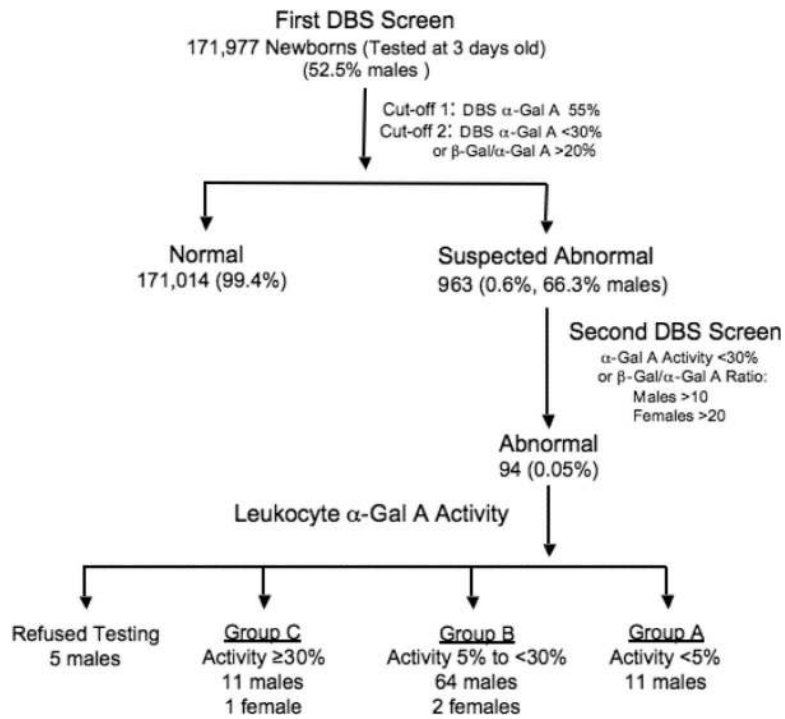 First DBS Screen
171,977 Newborns (Tested at 3 days old)
(52.5% males )
Cut-off 1: DBS α-Gal A 55%
Cut-off 2: DBS α-Gal A <30%
or β-Gal/α-Gal A >20%
Normal
171,014 (99.4%)
Suspected Abnormal
963 (0.6%, 66.3% males)
Second DBS Screen
α-Gal A Activity <30%
or β-Gal/α-Gal A Ratio:
Males >10
Females >20
Abnormal
94 (0.05%)
Leukocyte α-Gal A Activity
Refused Testing
5 males
Group C
Activity ≥30%
11 males
1 female
Group B
Activity 5% to <30%
64 males
2 females
Group A
Activity <5%
11 males